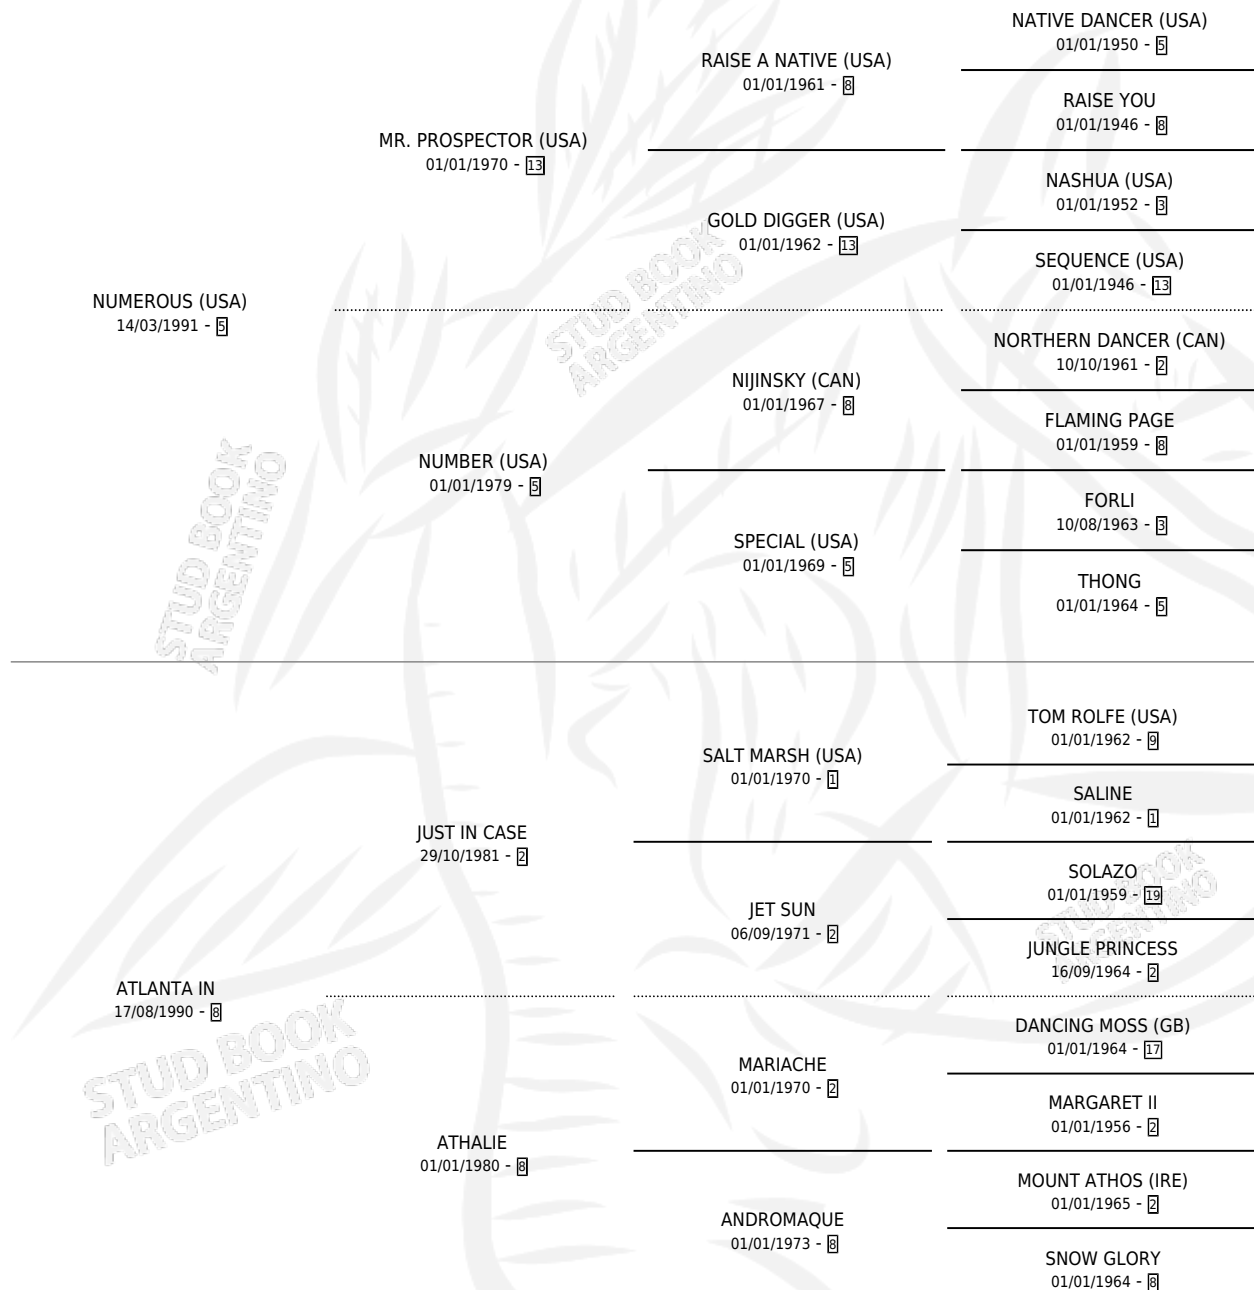 NATIVE DANCER (USA)
01/01/1950 - 5
RAISE A NATIVE (USA)
01/01/1961 - 8
RAISE YOU
01/01/1946 - 8
MR. PROSPECTOR (USA)
01/01/1970 - 13
NASHUA (USA)
01/01/1952 - 3
GOLD DIGGER (USA)
01/01/1962 - 13
SEQUENCE (USA)
01/01/1946 - 13
NUMEROUS (USA)
14/03/1991 - 5
NORTHERN DANCER (CAN)
10/10/1961 - 2
NIJINSKY (CAN)
01/01/1967 - 8
FLAMING PAGE
01/01/1959 - 8
NUMBER (USA)
01/01/1979 - 5
FORLI
10/08/1963 - 3
SPECIAL (USA)
01/01/1969 - 5
THONG
01/01/1964 - 5
STUD BOOK
ARGENTINO
STUD BOOK
ARGENTINO
TOM ROLFE (USA)
01/01/1962 - 9
SALT MARSH (USA)
01/01/1970 - 1
SALINE
01/01/1962 - 1
JUST IN CASE
29/10/1981 - 2
SOLAZO
01/01/1959 - 19
JET SUN
06/09/1971 - 2
JUNGLE PRINCESS
16/09/1964 - 2
ATLANTA IN
17/08/1990 - 8
DANCING MOSS (GB)
01/01/1964 - 17
MARIACHE
01/01/1970 - 2
MARGARET II
01/01/1956 - 2
ATHALIE
01/01/1980 - 8
MOUNT ATHOS (IRE)
01/01/1965 - 2
ANDROMAQUE
01/01/1973 - 8
SNOW GLORY
01/01/1964 - 8
STUD BOOK
ARGENTINO
STUD BOOK
ARGENTINO